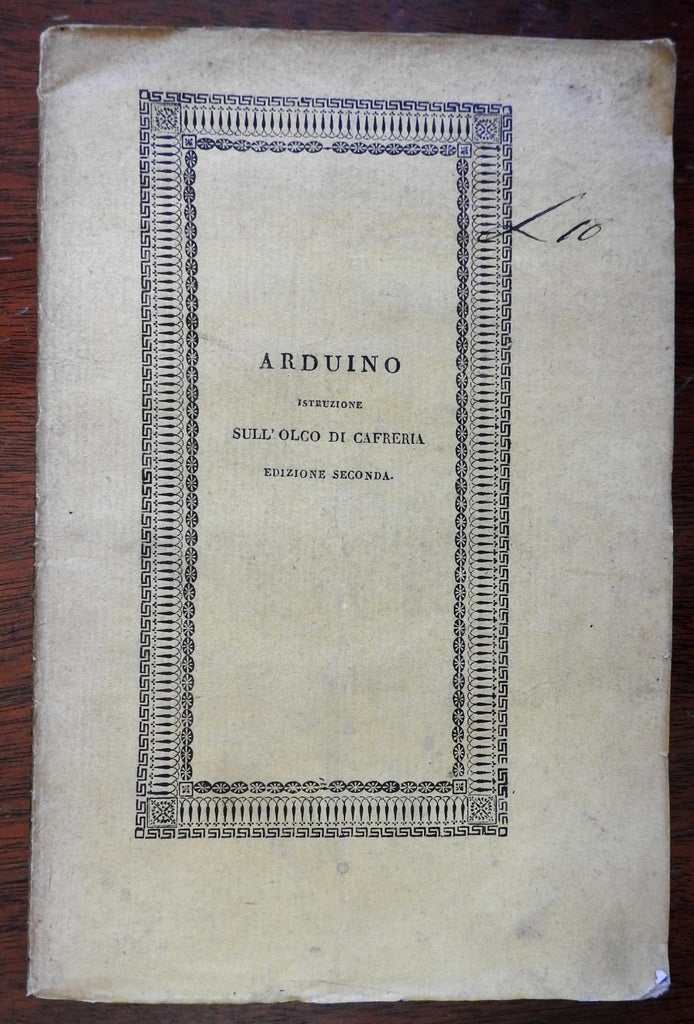 L 10
ARDUINO
ISTRUZIONE
SULL' OLCO DI CAFRERIA
EDIZIONE SECONDA.